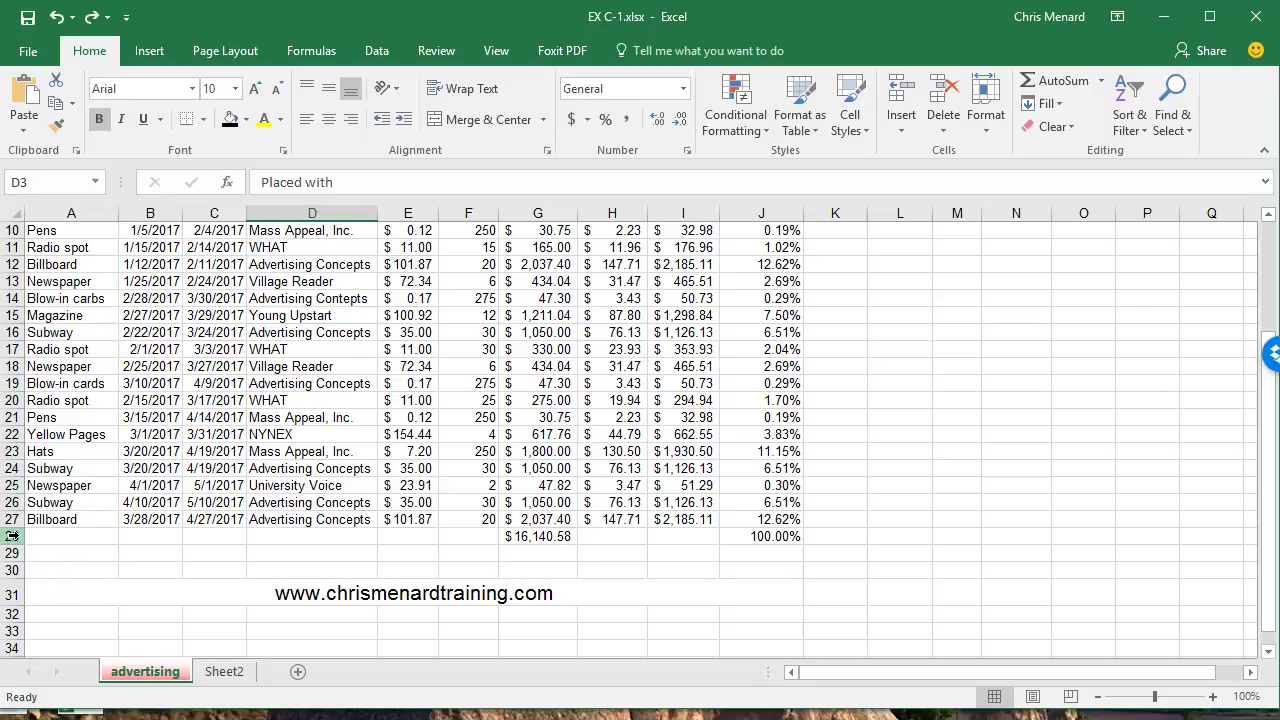 EX C-1.xlsx - Excel
Chris Menard
File Home Insert Page Layout Formulas Data Review View Foxit PDF Tell me what you want to do Share
Paste Clipboard
Arial 10 B I U A Font
Wrap Text Merge & Center Alignment
General $ % , Number
Conditional Formatting Format as Table Cell Styles Styles
Insert Delete Format Cells
AutoSum Fill Clear Sort & Filter Find & Select Editing
D3 fx Placed with
A B C D E F G H I J K L M N O P Q
10 Pens 1/5/2017 2/4/2017 Mass Appeal, Inc. $ 0.12 250 $ 30.75 $ 2.23 $ 32.98 0.19%
11 Radio spot 1/15/2017 2/14/2017 WHAT $ 11.00 15 $ 165.00 $ 11.96 $ 176.96 1.02%
12 Billboard 1/12/2017 2/11/2017 Advertising Concepts $101.87 20 $ 2,037.40 $ 147.71 $2,185.11 12.62%
13 Newspaper 1/25/2017 2/24/2017 Village Reader $ 72.34 6 $ 434.04 $ 31.47 $ 465.51 2.69%
14 Blow-in carbs 2/28/2017 3/30/2017 Advertising Contepts $ 0.17 275 $ 47.30 $ 3.43 $ 50.73 0.29%
15 Magazine 2/27/2017 3/29/2017 Young Upstart $100.92 12 $ 1,211.04 $ 87.80 $1,298.84 7.50%
16 Subway 2/22/2017 3/24/2017 Advertising Concepts $ 35.00 30 $ 1,050.00 $ 76.13 $1,126.13 6.51%
17 Radio spot 2/1/2017 3/3/2017 WHAT $ 11.00 30 $ 330.00 $ 23.93 $ 353.93 2.04%
18 Newspaper 2/25/2017 3/27/2017 Village Reader $ 72.34 6 $ 434.04 $ 31.47 $ 465.51 2.69%
19 Blow-in cards 3/10/2017 4/9/2017 Advertising Concepts $ 0.17 275 $ 47.30 $ 3.43 $ 50.73 0.29%
20 Radio spot 2/15/2017 3/17/2017 WHAT $ 11.00 25 $ 275.00 $ 19.94 $ 294.94 1.70%
21 Pens 3/15/2017 4/14/2017 Mass Appeal, Inc. $ 0.12 250 $ 30.75 $ 2.23 $ 32.98 0.19%
22 Yellow Pages 3/1/2017 3/31/2017 NYNEX $154.44 4 $ 617.76 $ 44.79 $ 662.55 3.83%
23 Hats 3/20/2017 4/19/2017 Mass Appeal, Inc. $ 7.20 250 $ 1,800.00 $ 130.50 $1,930.50 11.15%
24 Subway 3/20/2017 4/19/2017 Advertising Concepts $ 35.00 30 $ 1,050.00 $ 76.13 $1,126.13 6.51%
25 Newspaper 4/1/2017 5/1/2017 University Voice $ 23.91 2 $ 47.82 $ 3.47 $ 51.29 0.30%
26 Subway 4/10/2017 5/10/2017 Advertising Concepts $ 35.00 30 $ 1,050.00 $ 76.13 $1,126.13 6.51%
27 Billboard 3/28/2017 4/27/2017 Advertising Concepts $101.87 20 $ 2,037.40 $ 147.71 $2,185.11 12.62%
$16,140.58 100.00%
29
30
31 www.chrismenardtraining.com
32
33
34
advertising Sheet2
Ready 100%